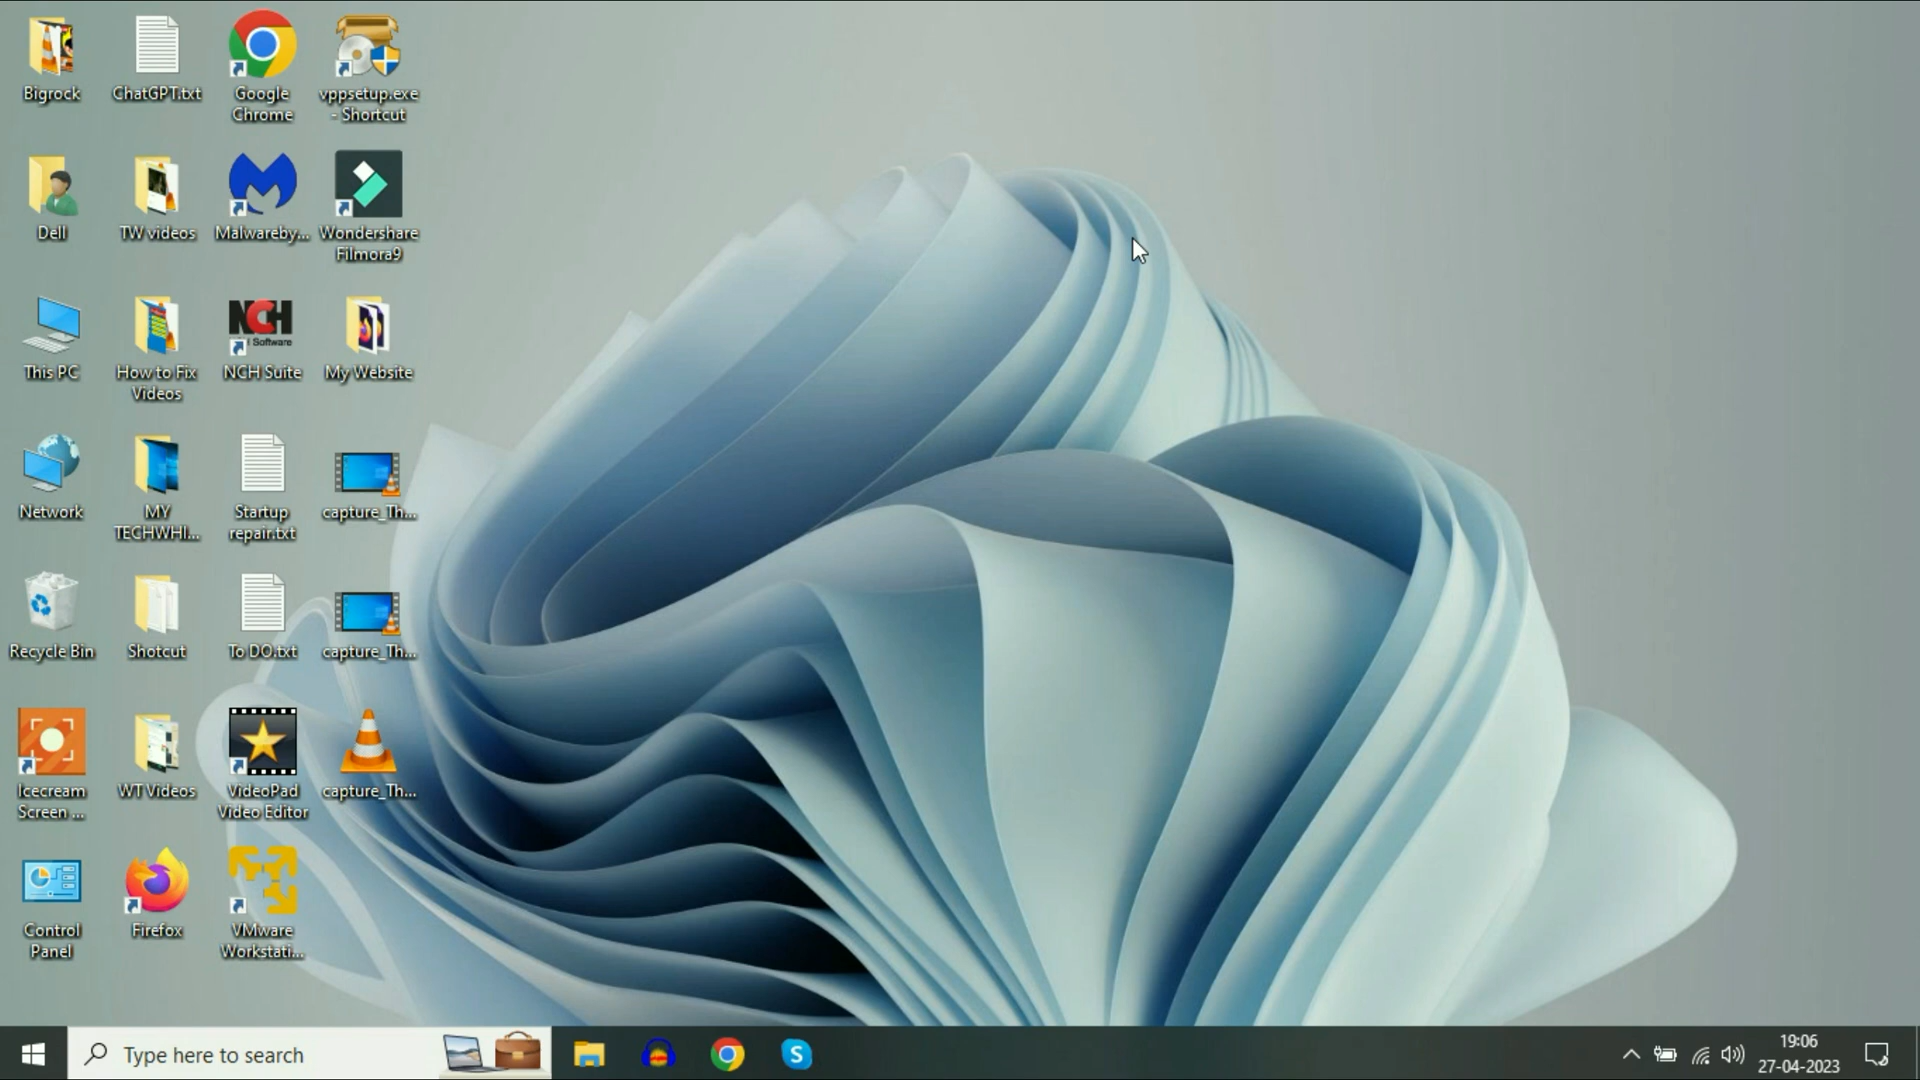 Bigrock
ChatGPT.txt
Google
Chrome
vppsetup.exe
- Shortcut
Dell
TW videos
Malwareby...
Wondershare
Filmora9
This PC
How to Fix
Videos
NCH
Software
NCH Suite
My Website
Network
MY
TECHWHI...
Startup
repair.txt
capture_Th...
Recycle Bin
Shotcut
To DO.txt
capture_Th...
Icecream
Screen ...
WT Videos
VideoPad
Video Editor
capture_Th...
Control
Panel
Firefox
VMware
Workstati...
Type here to search
S
19:06
27-04-2023